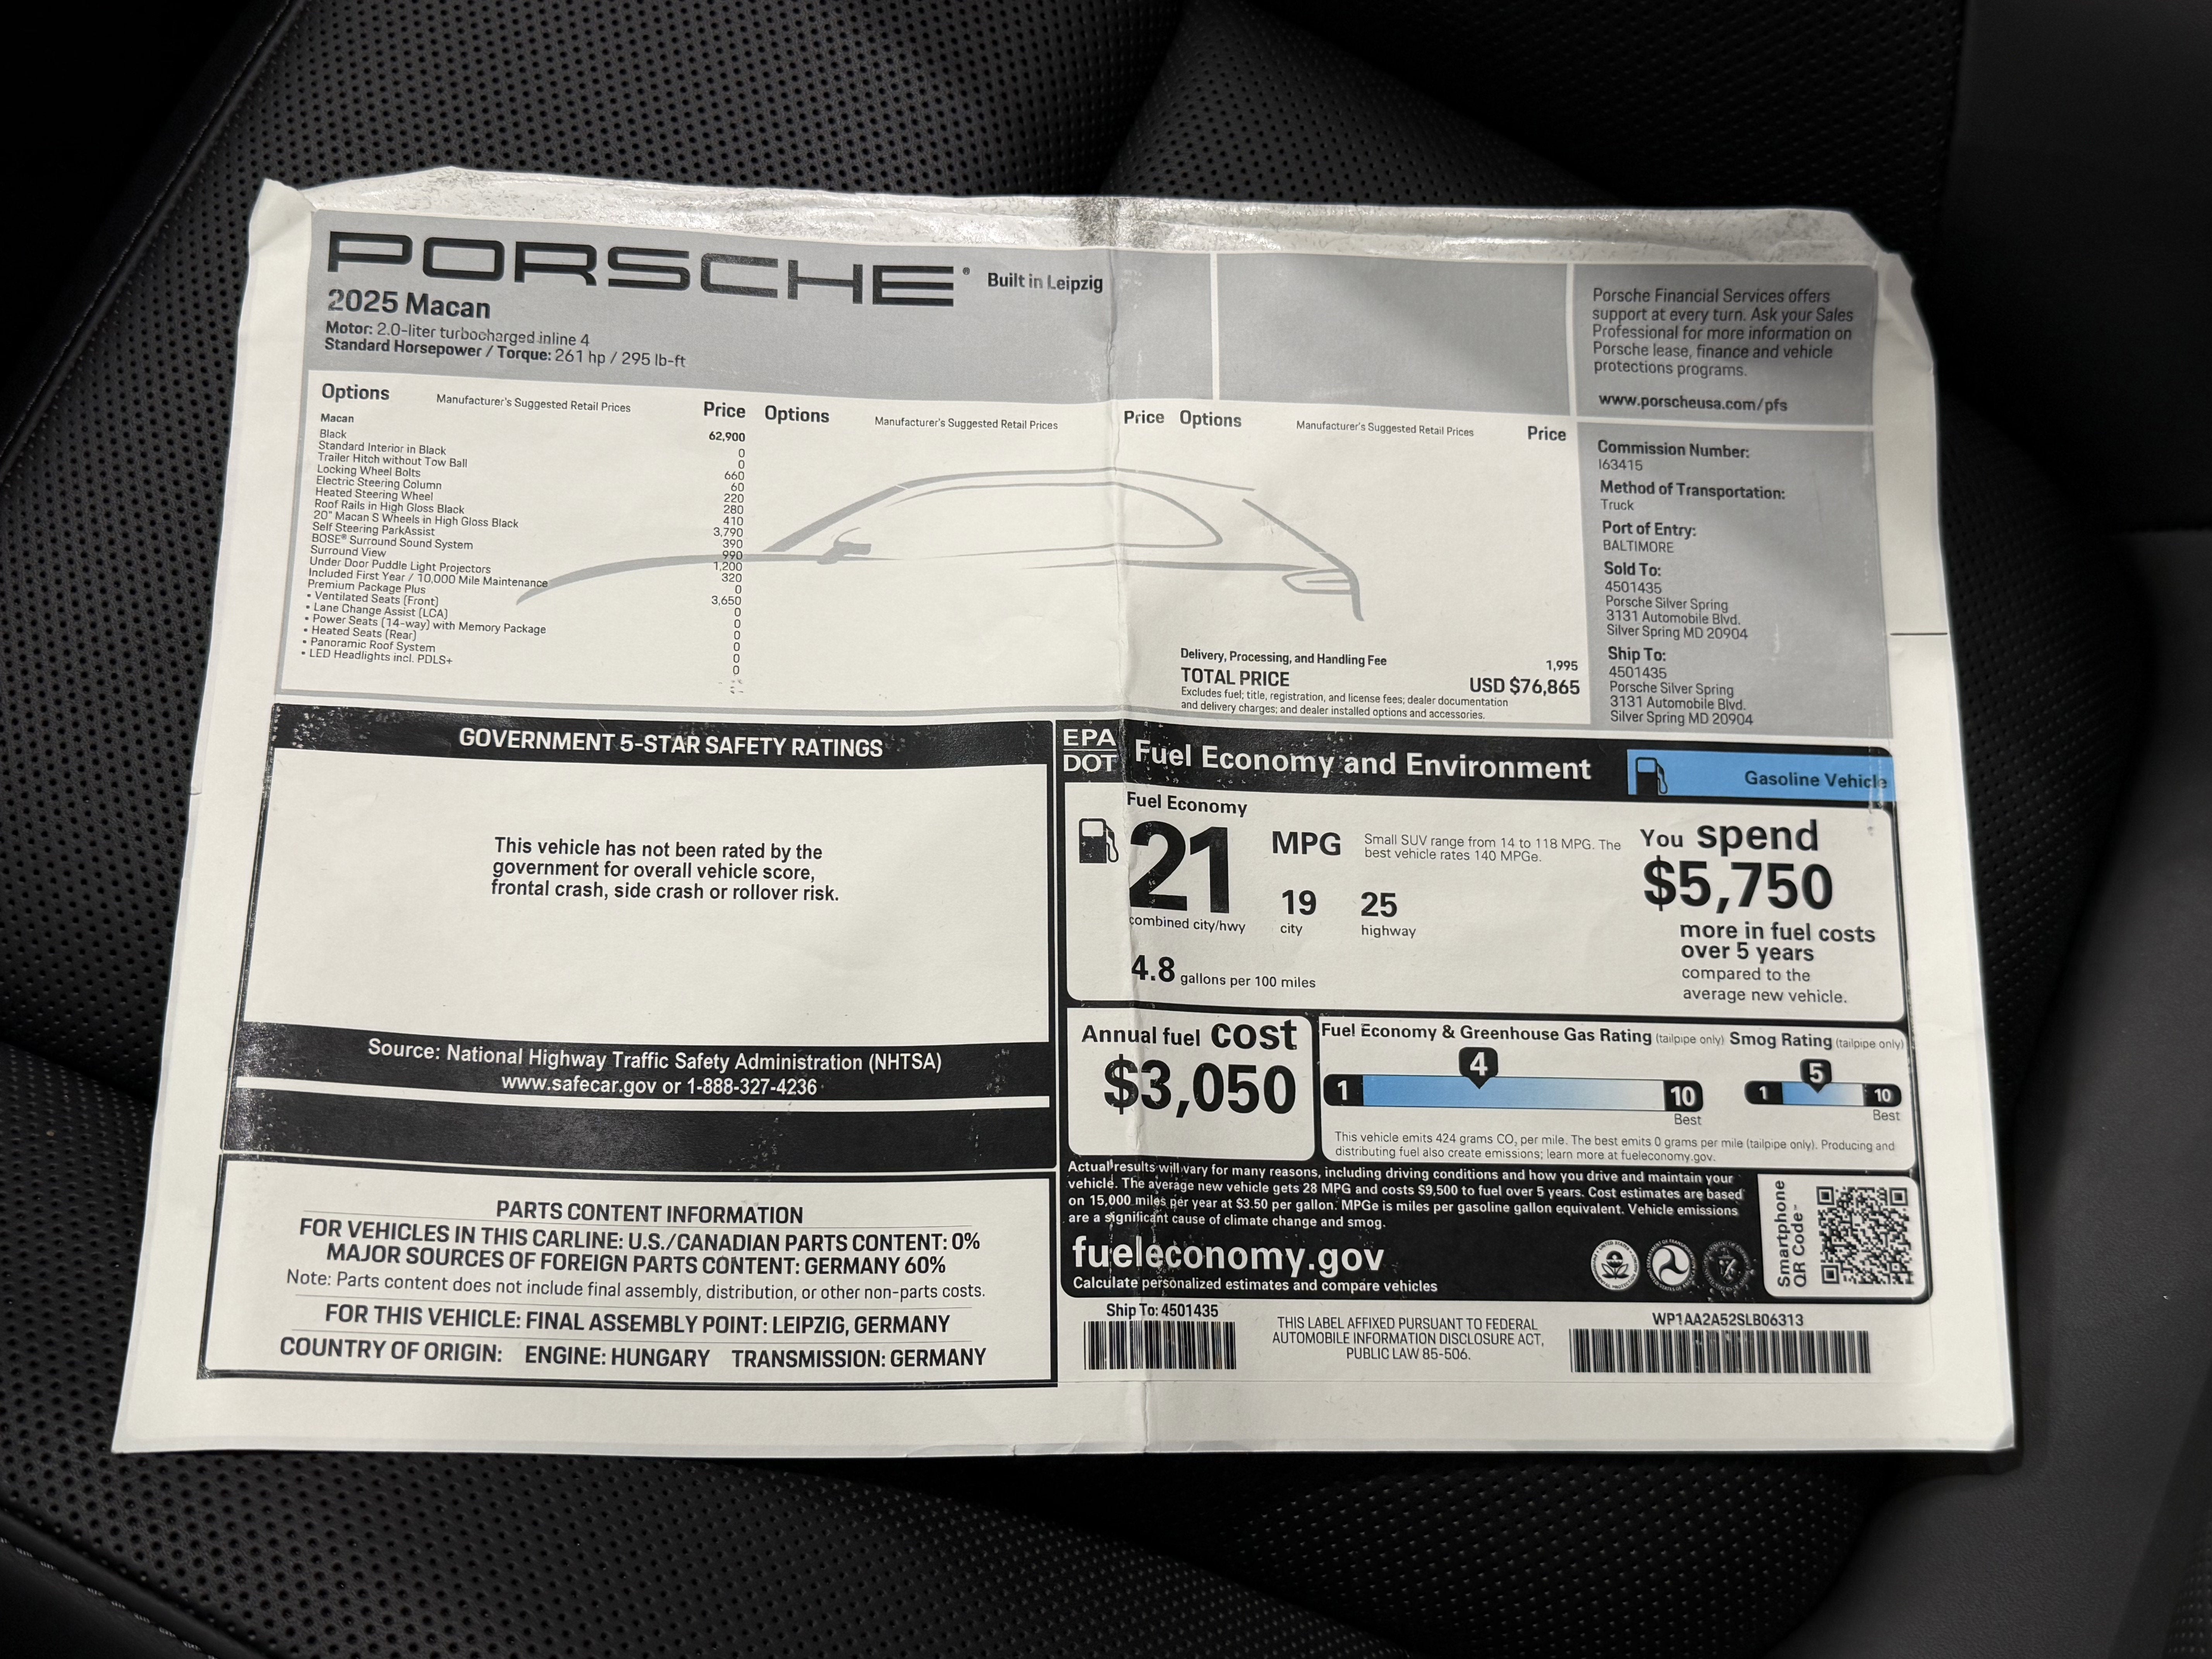 PORSCHE® Built in Leipzig
2025 Macan
Motor: 2.0-liter turbocharged inline 4
Standard Horsepower / Torque: 261 hp / 295 lb-ft
Porsche Financial Services offers
support at every turn. Ask your Sales
Professional for more information on
Porsche lease, finance and vehicle
protections programs.
www.porscheusa.com/pfs
Options Manufacturer's Suggested Retail Prices Price Options Manufacturer's Suggested Retail Prices Price Options Manufacturer's Suggested Retail Prices Price
Macan 62,900
Black 0
Standard Interior in Black 0
Trailer Hitch without Tow Ball 660
Locking Wheel Bolts 60
Electric Steering Column 220
Heated Steering Wheel 280
Roof Rails in High Gloss Black 410
20" Macan S Wheels in High Gloss Black 3,790
Self Steering ParkAssist 390
BOSE® Surround Sound System 990
Surround View 1,200
Under Door Puddle Light Projectors 320
Included First Year / 10,000 Mile Maintenance 0
Premium Package Plus 3,650
• Ventilated Seats (Front) 0
• Lane Change Assist (LCA) 0
• Power Seats (14-way) with Memory Package 0
• Heated Seats (Rear) 0
• Panoramic Roof System 0
• LED Headlights incl. PDLS+ 0
Delivery, Processing, and Handling Fee 1,995
TOTAL PRICE USD $76,865
Excludes fuel; title, registration, and license fees; dealer documentation
and delivery charges; and dealer installed options and accessories.
Commission Number:
I63415
Method of Transportation:
Truck
Port of Entry:
BALTIMORE
Sold To:
4501435
Porsche Silver Spring
3131 Automobile Blvd.
Silver Spring MD 20904
Ship To:
4501435
Porsche Silver Spring
3131 Automobile Blvd.
Silver Spring MD 20904
GOVERNMENT 5-STAR SAFETY RATINGS
This vehicle has not been rated by the
government for overall vehicle score,
frontal crash, side crash or rollover risk.
Source: National Highway Traffic Safety Administration (NHTSA)
www.safecar.gov or 1-888-327-4236
PARTS CONTENT INFORMATION
FOR VEHICLES IN THIS CARLINE: U.S./CANADIAN PARTS CONTENT: 0%
MAJOR SOURCES OF FOREIGN PARTS CONTENT: GERMANY 60%
Note: Parts content does not include final assembly, distribution, or other non-parts costs.
FOR THIS VEHICLE: FINAL ASSEMBLY POINT: LEIPZIG, GERMANY
COUNTRY OF ORIGIN: ENGINE: HUNGARY TRANSMISSION: GERMANY
EPA
DOT
Fuel Economy and Environment
Gasoline Vehicle
Fuel Economy
21 MPG
combined city/hwy
19
city
25
highway
Small SUV range from 14 to 118 MPG. The
best vehicle rates 140 MPGe.
4.8 gallons per 100 miles
You spend
$5,750
more in fuel costs
over 5 years
compared to the
average new vehicle.
Annual fuel cost
$3,050
Fuel Economy & Greenhouse Gas Rating (tailpipe only) Smog Rating (tailpipe only)
1 4 10
Best
1 5 10
Best
This vehicle emits 424 grams CO₂ per mile. The best emits 0 grams per mile (tailpipe only). Producing and
distributing fuel also create emissions; learn more at fueleconomy.gov.
Actual results will vary for many reasons, including driving conditions and how you drive and maintain your
vehicle. The average new vehicle gets 28 MPG and costs $9,500 to fuel over 5 years. Cost estimates are based
on 15,000 miles per year at $3.50 per gallon. MPGe is miles per gasoline gallon equivalent. Vehicle emissions
are a significant cause of climate change and smog.
fueleconomy.gov
Calculate personalized estimates and compare vehicles
Smartphone
QR Code™
Ship To: 4501435
THIS LABEL AFFIXED PURSUANT TO FEDERAL
AUTOMOBILE INFORMATION DISCLOSURE ACT,
PUBLIC LAW 85-506.
WP1AA2A52SLB06313